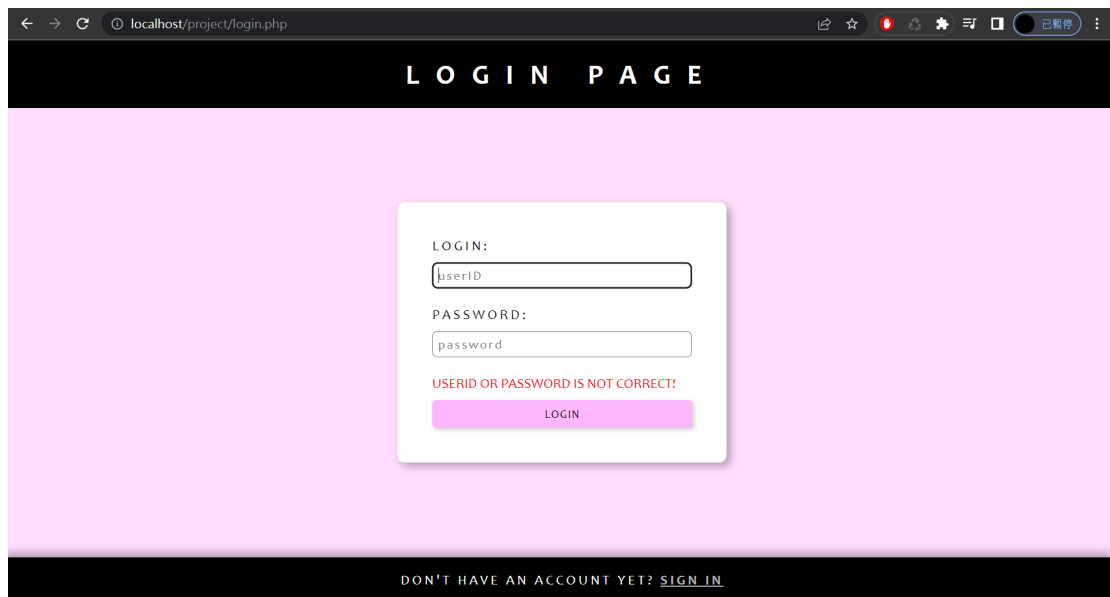 localhost/project/login.php
已暫停
LOGIN PAGE
LOGIN:
userID
PASSWORD:
password
USERID OR PASSWORD IS NOT CORRECT!
LOGIN
DON'T HAVE AN ACCOUNT YET? SIGN IN